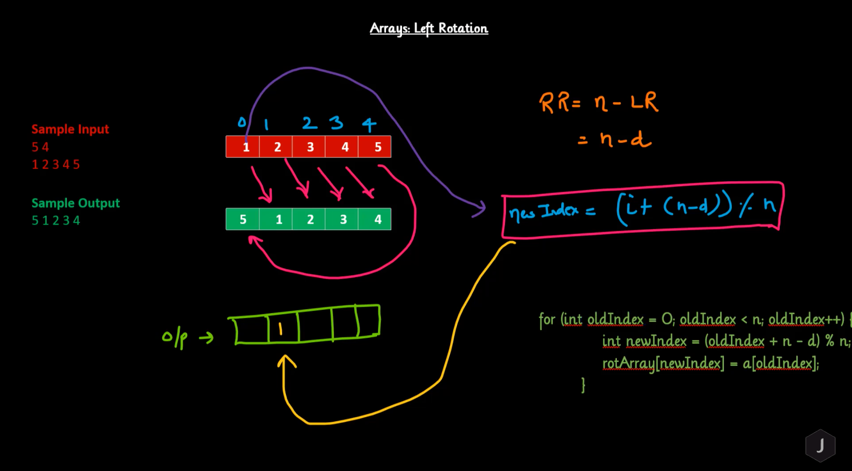 Arrays: Left Rotation
Sample Input
5 4
1 2 3 4 5
Sample Output
5 1 2 3 4
0 1 2 3 4
1 2 3 4 5
5 1 2 3 4
o/p →
1
RR = n - LR
= n - d
new Index = (i + (n-d)) % n
for (int oldIndex = 0; oldIndex < n; oldIndex++) {
int newIndex = (oldIndex + n - d) % n;
rotArray[newIndex] = a[oldIndex];
}
J